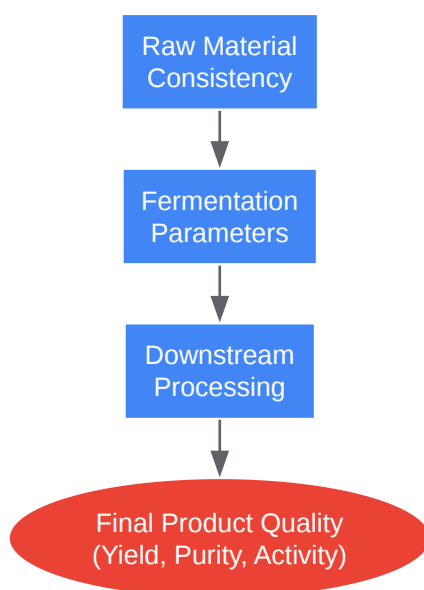 Raw Material
Consistency
Fermentation
Parameters
Downstream
Processing
Final Product Quality
(Yield, Purity, Activity)